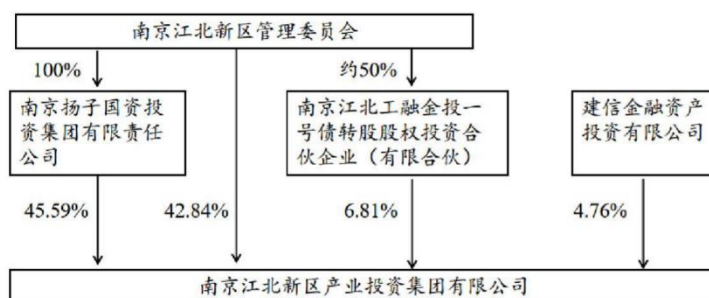 南京江北新区管理委员会
100%
约50%
南京扬子国资投
资集团有限责任
公司
南京江北工融金投一
号债转股股权投资合
伙企业（有限合伙）
建信金融资产
投资有限公司
45.59%
42.84%
6.81%
4.76%
南京江北新区产业投资集团有限公司